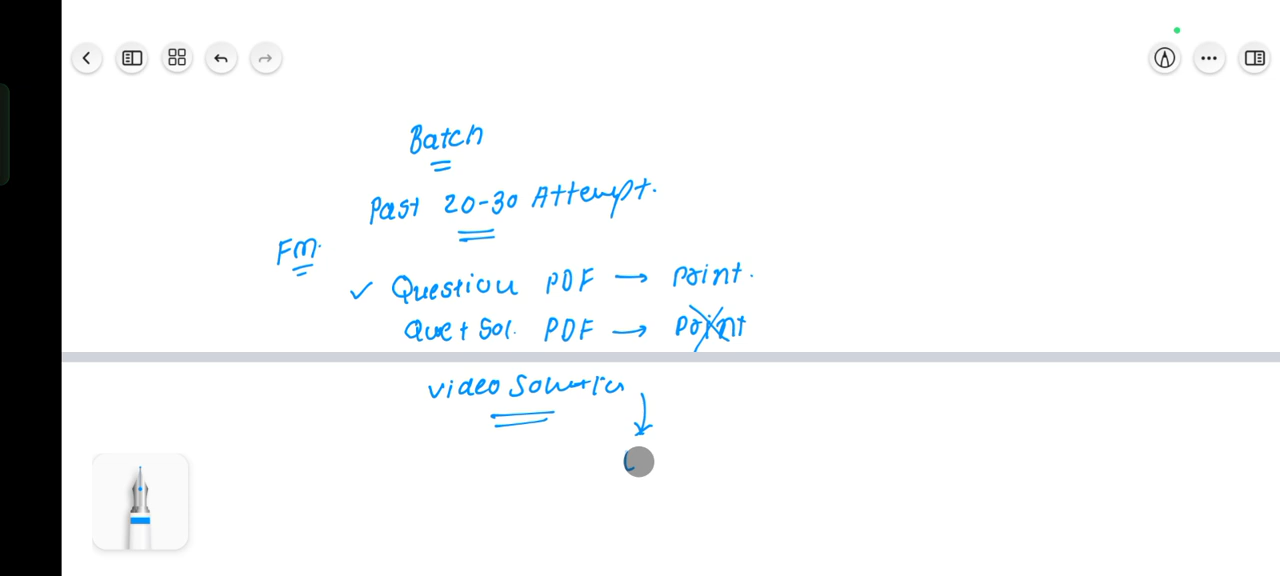 Batch
Past 20-30 Attempt.
FM.
✓ Question PDF → Print.
Que + Sol. PDF → Print
video Solution ↓